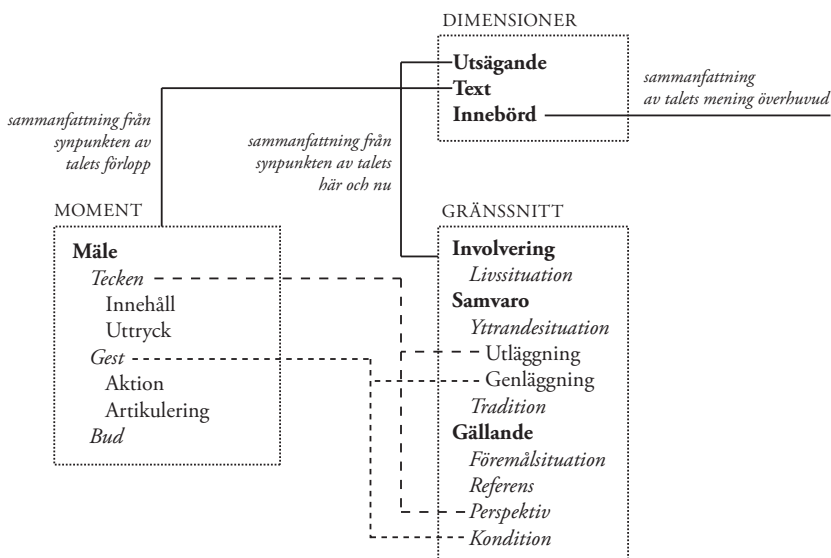 DIMENSIONER
Utsägande
Text
Innebörd
sammanfattning
av talets mening överhuvud
sammanfattning från
synpunkten av
talets förlopp
sammanfattning från
synpunkten av talets
här och nu
MOMENT
Mäle
Tecken
Innehåll
Uttryck
Gest
Aktion
Artikulering
Bud
GRÄNSSNITT
Involvering
Livssituation
Samvaro
Yttrandesituation
Utläggning
Genläggning
Tradition
Gällande
Föremålsituation
Referens
Perspektiv
Kondition